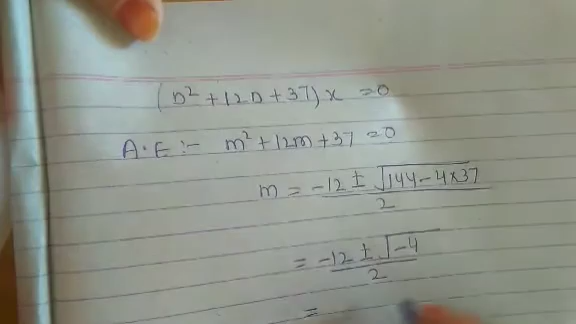 (D² + 12D + 37) x = 0
A.E :- m² + 12m + 37 = 0
m = -12 ± √144 - 4×37 / 2
= -12 ± √-4 / 2
=